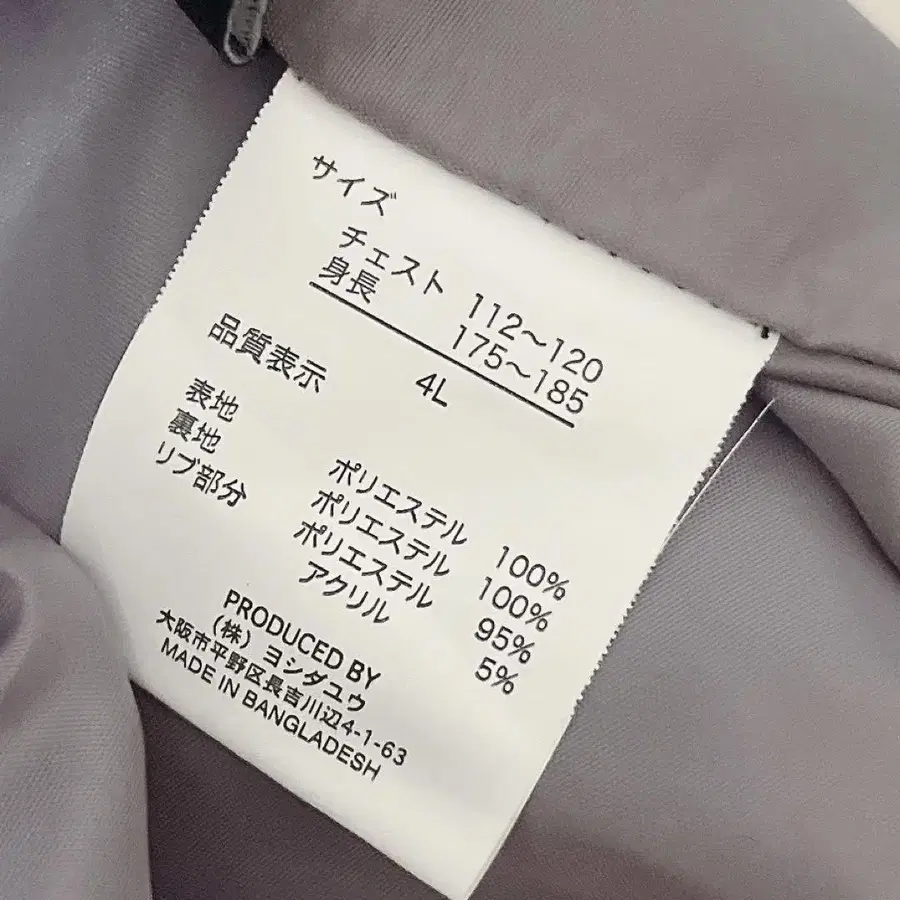 サイズ
チェスト 112～120
身長 175～185
4L
品質表示
表地 ポリエステル 100%
裏地 ポリエステル 100%
リブ部分 ポリエステル 95%
アクリル 5%
PRODUCED BY
(株) ヨシダユウ
大阪市平野区長吉川辺4-1-63
MADE IN BANGLADESH